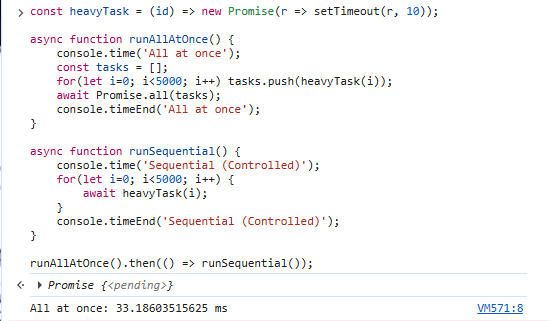 const heavyTask = (id) => new Promise(r => setTimeout(r, 10));

async function runAllAtOnce() {
    console.time('All at once');
    const tasks = [];
    for(let i=0; i<5000; i++) tasks.push(heavyTask(i));
    await Promise.all(tasks);
    console.timeEnd('All at once');
}

async function runSequential() {
    console.time('Sequential (Controlled)');
    for(let i=0; i<5000; i++) {
        await heavyTask(i);
    }
    console.timeEnd('Sequential (Controlled)');
}

runAllAtOnce().then(() => runSequential());
Promise {<pending>}
All at once: 33.18603515625 ms VM571:8